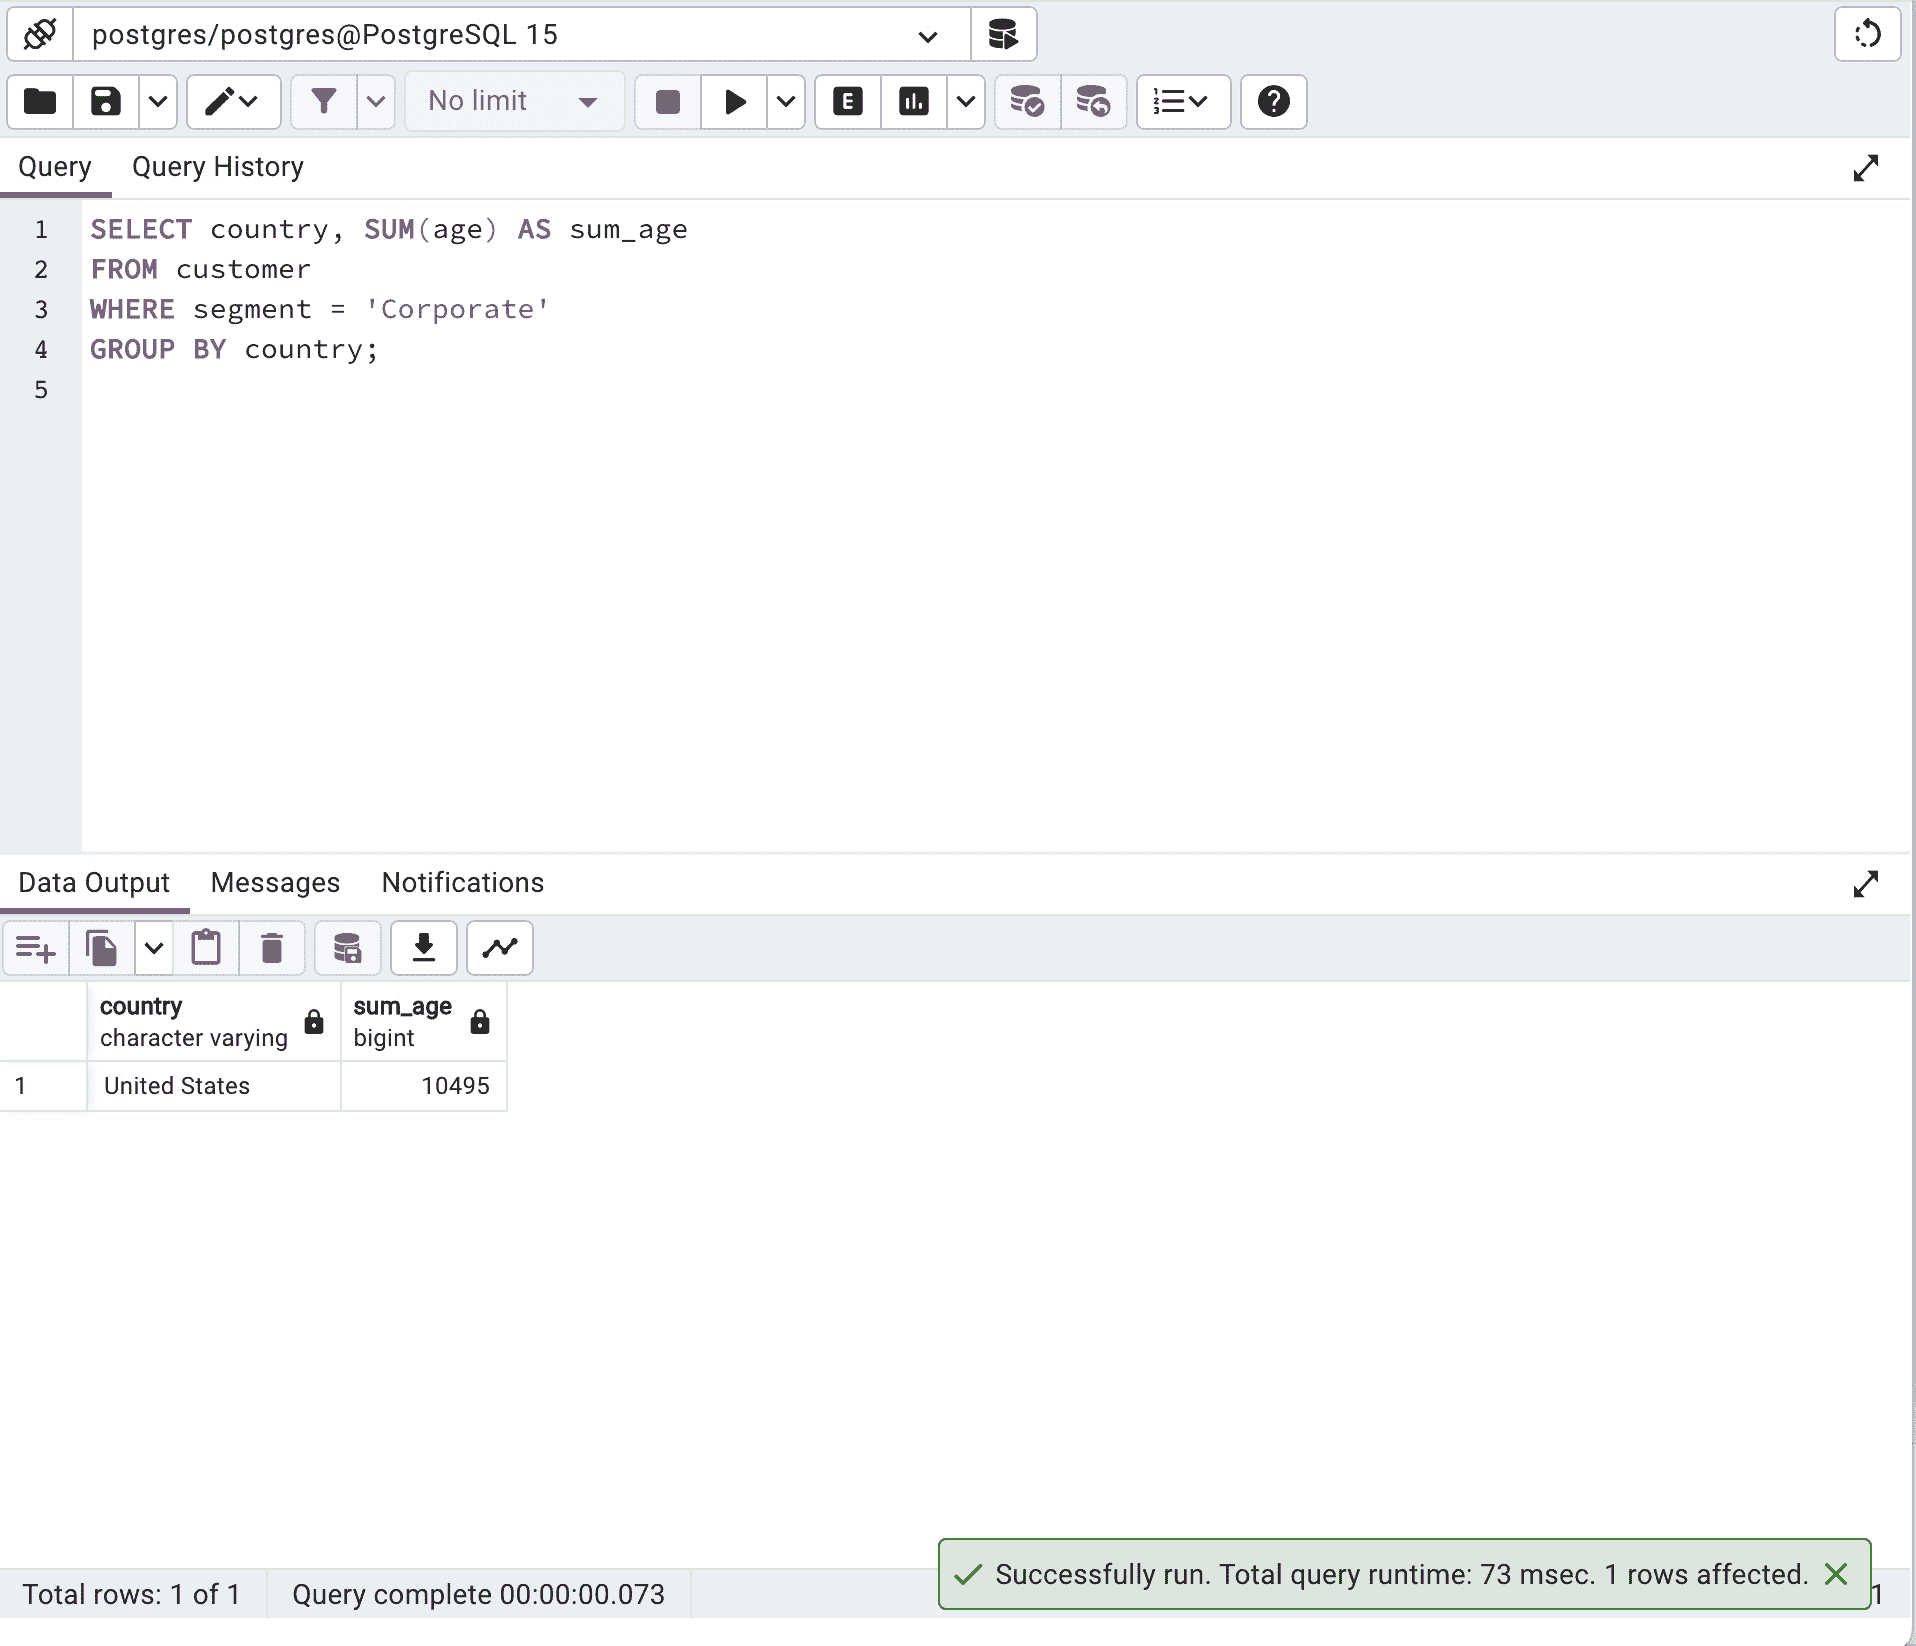 postgres/postgres@PostgreSQL 15
No limit
E
Query Query History
1 SELECT country, SUM(age) AS sum_age
2 FROM customer
3 WHERE segment = 'Corporate'
4 GROUP BY country;
5
Data Output Messages Notifications
country sum_age
character varying bigint
1 United States 10495
Successfully run. Total query runtime: 73 msec. 1 rows affected.
Total rows: 1 of 1 Query complete 00:00:00.073 1